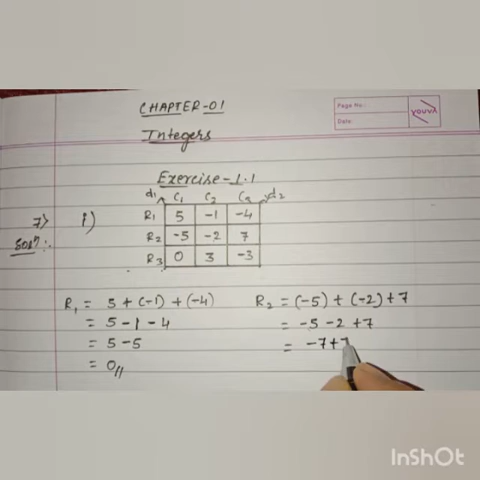 CHAPTER-01
Page No.:
Date:
youva
Integers
Exercise-1.1
d1 C1 C2 C3 d2
7) i) R1 5 -1 -4
Soln:- R2 -5 -2 7
R3 0 3 -3
R1 = 5 + (-1) + (-4)
= 5 - 1 - 4
= 5 - 5
= 0//
R2 = (-5) + (-2) + 7
= -5 - 2 + 7
= -7+7
InShOt